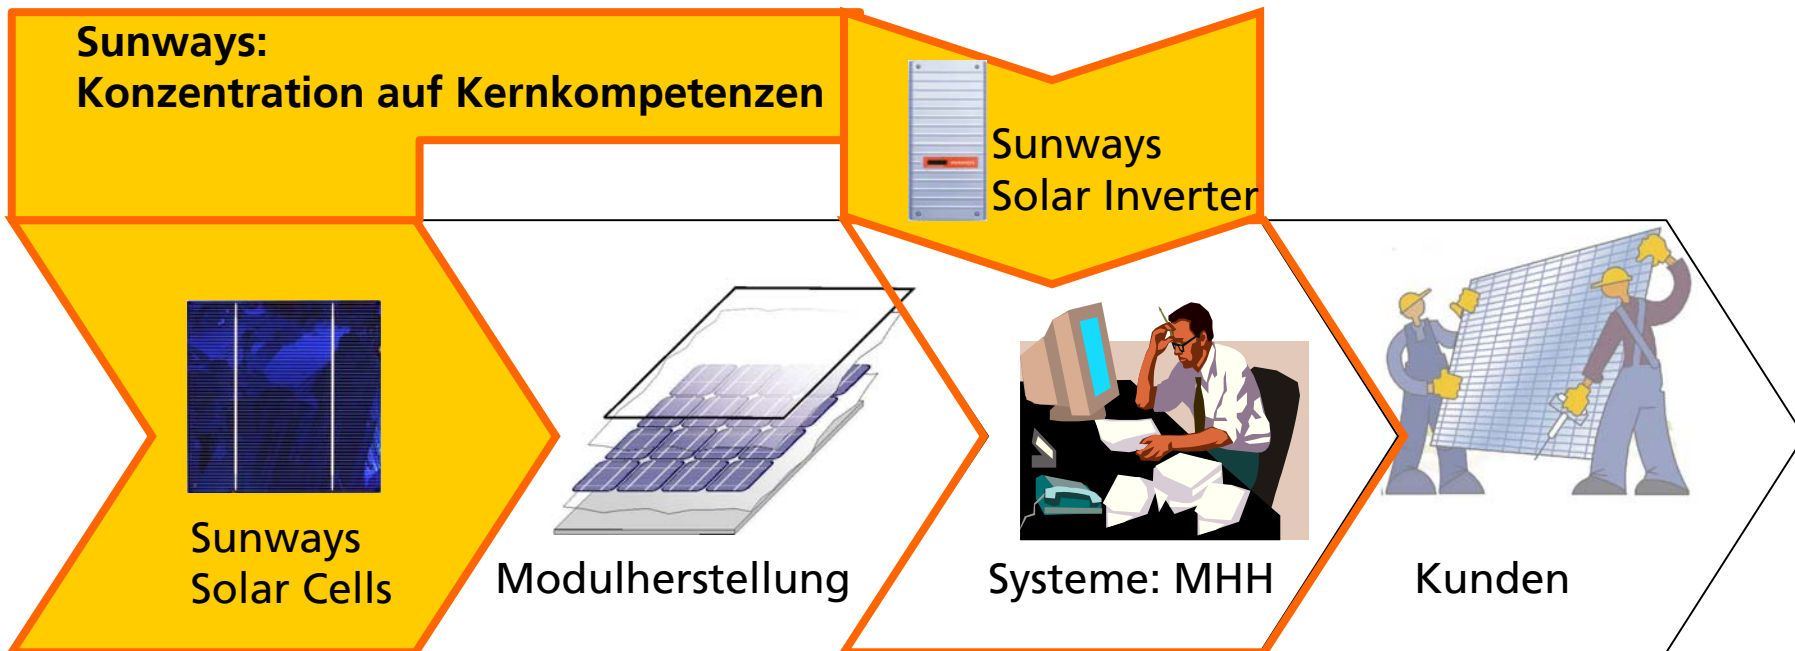 Sunways:
Konzentration auf Kernkompetenzen
Sunways
Solar Inverter
Sunways
Solar Cells
Modulherstellung
Systeme: MHH
Kunden